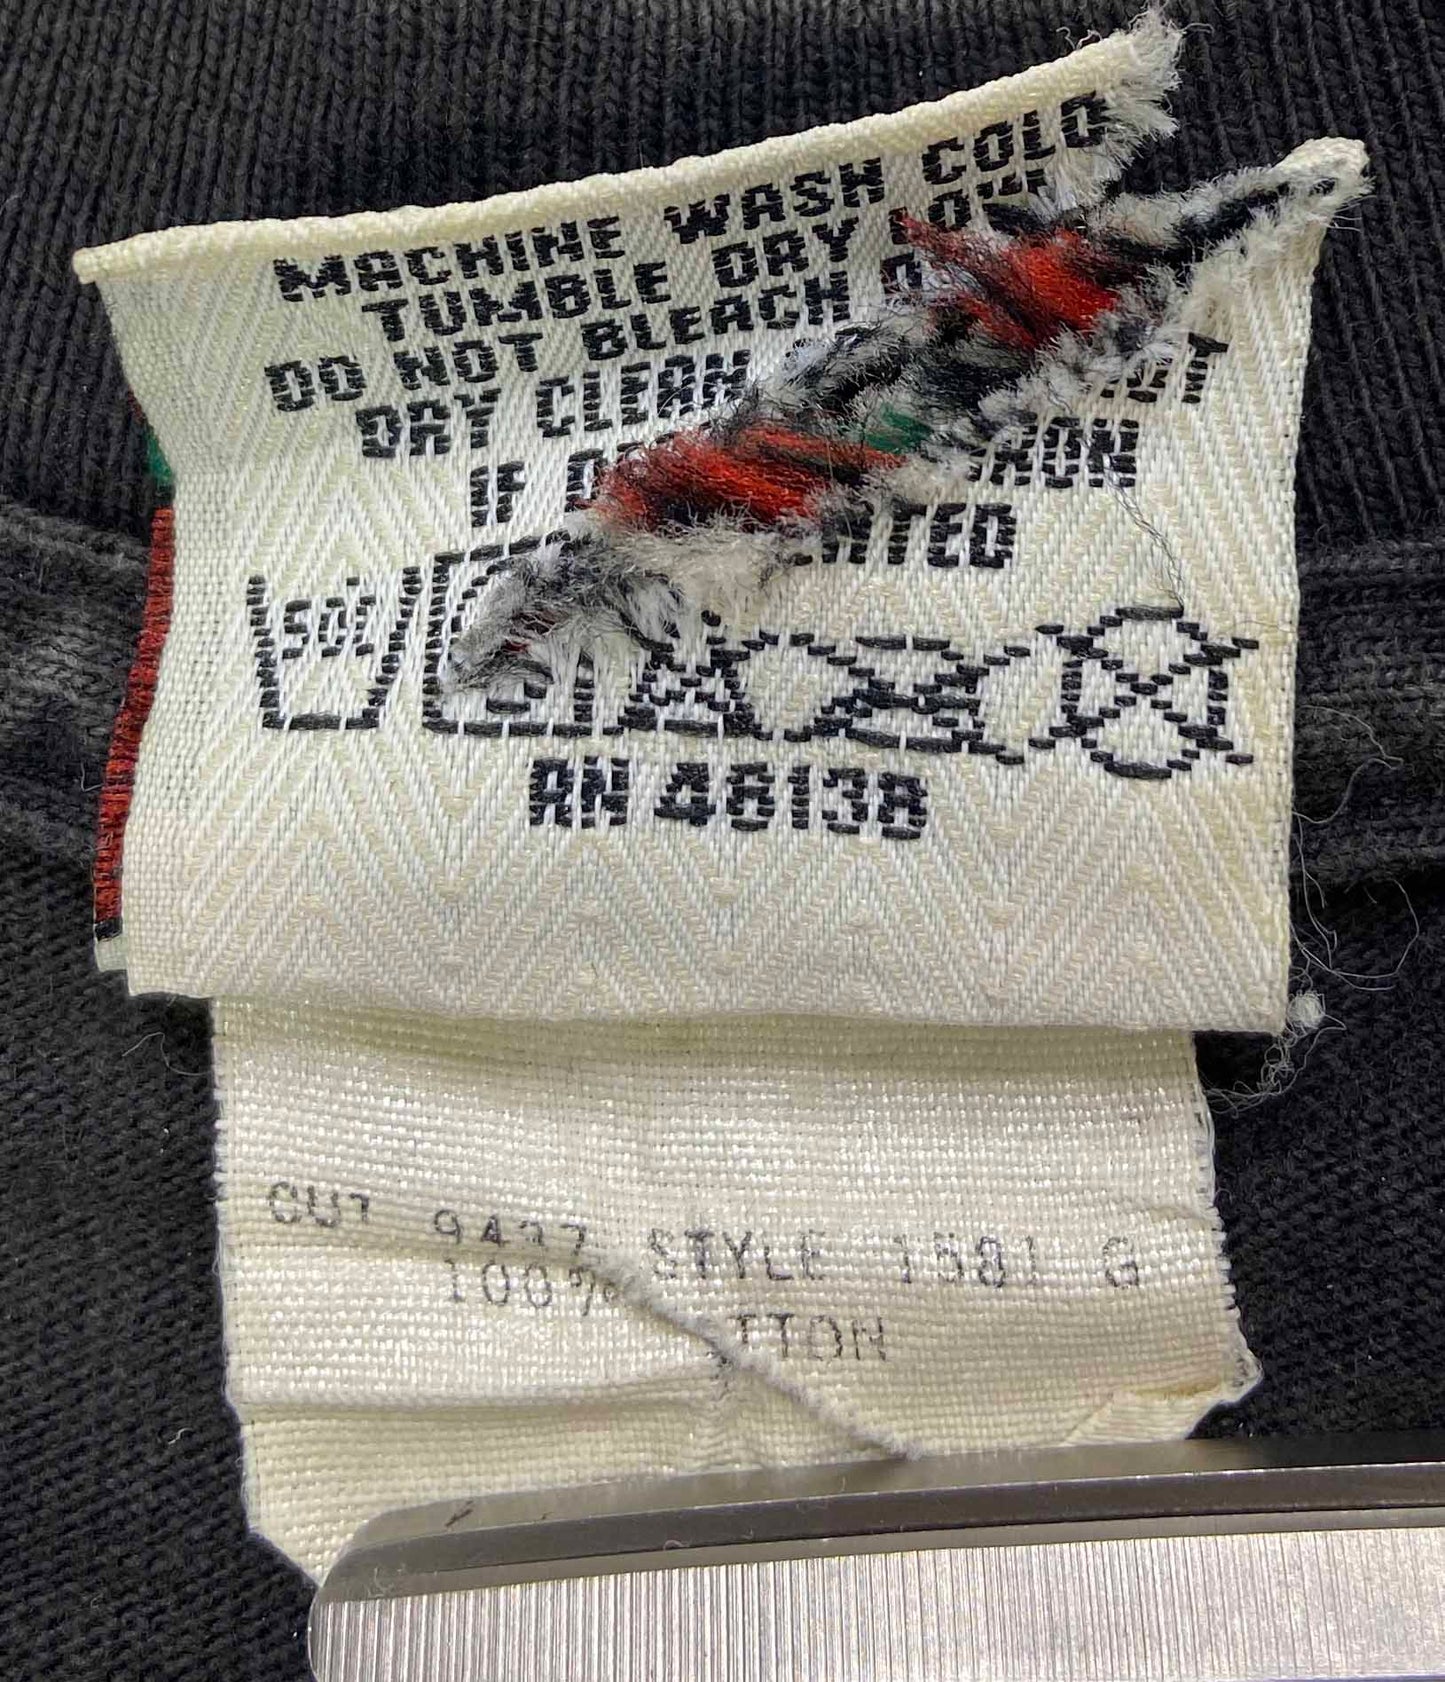 MACHINE WASH COLD
TUMBLE DRY LOW
DO NOT BLEACH
DRY CLEAN
IF
RN 46138
CUT 9437 STYLE 1581 G
100%